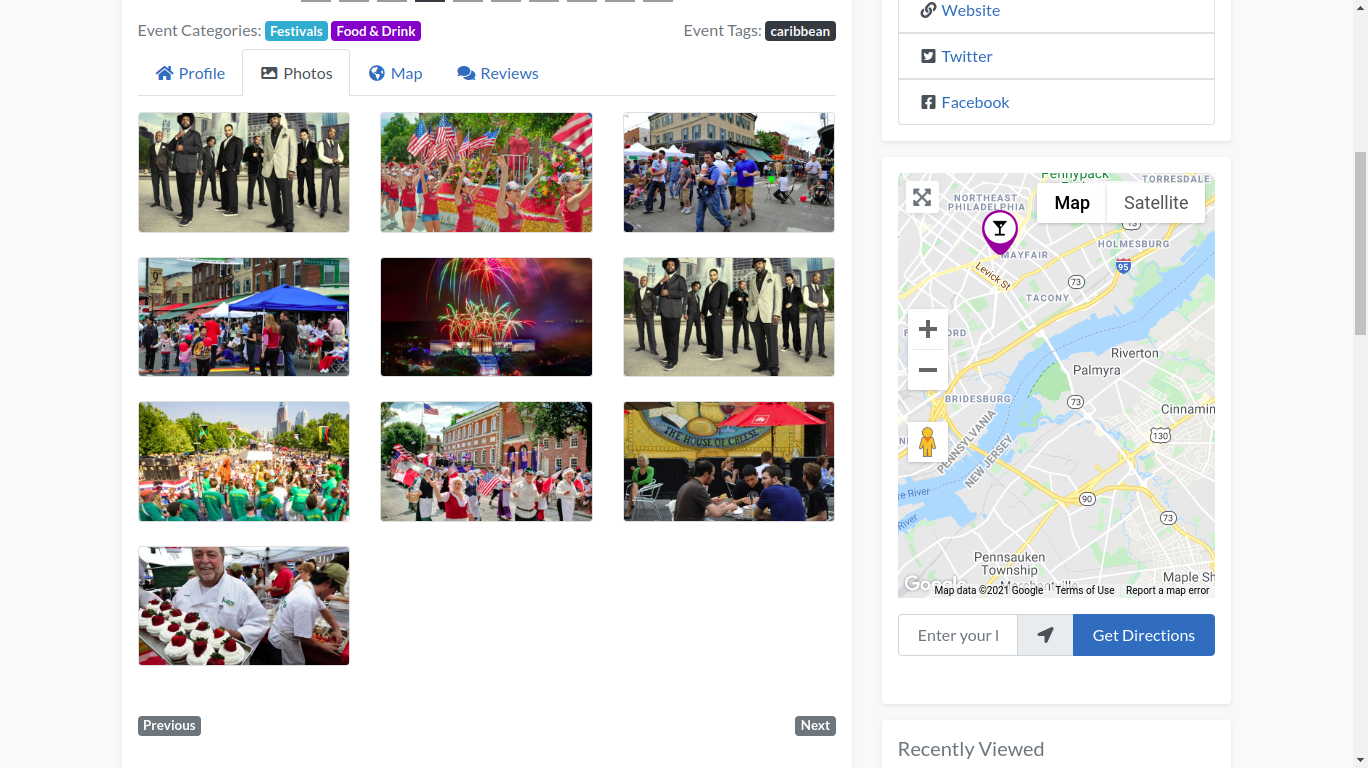 Event Categories: Festivals Food & Drink
Event Tags: caribbean
Profile
Photos
Map
Reviews
THE HOUSE OF CHEESE
Previous
Next
Website
Twitter
Facebook
Pennypack
TORRESDALE
NORTHEAST
PHILADELPHIA
Map
Satellite
73
HOLMESBURG
MAYFAIR
95
Levick St
73
TACONY
Riverton
Palmyra
73
BRIDESBURG
Cinnamin
130
PENNSYLVANIA
NEW JERSEY
90
re River
River
73
Pennsauken
Township
Merchantville
Maple Sh
Google
Map data ©2021 Google
Terms of Use
Report a map error
Enter your l
Get Directions
Recently Viewed